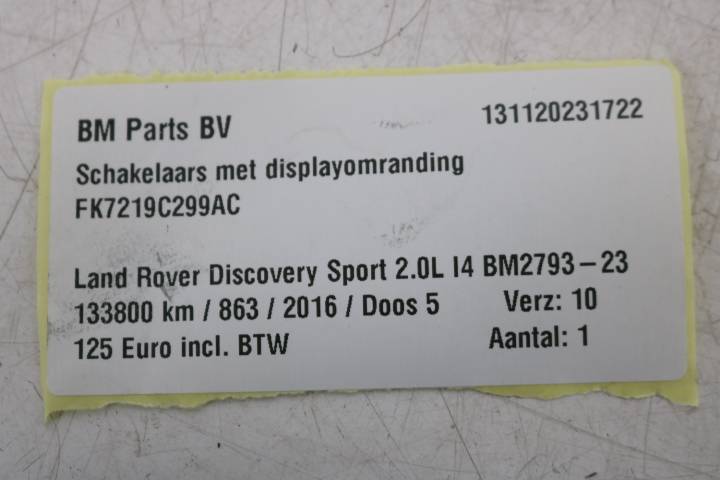 BM Parts BV 131120231722
Schakelaars met displayomranding
FK7219C299AC
Land Rover Discovery Sport 2.0L I4 BM2793-23
133800 km / 863 / 2016 / Doos 5 Verz: 10
125 Euro incl. BTW Aantal: 1